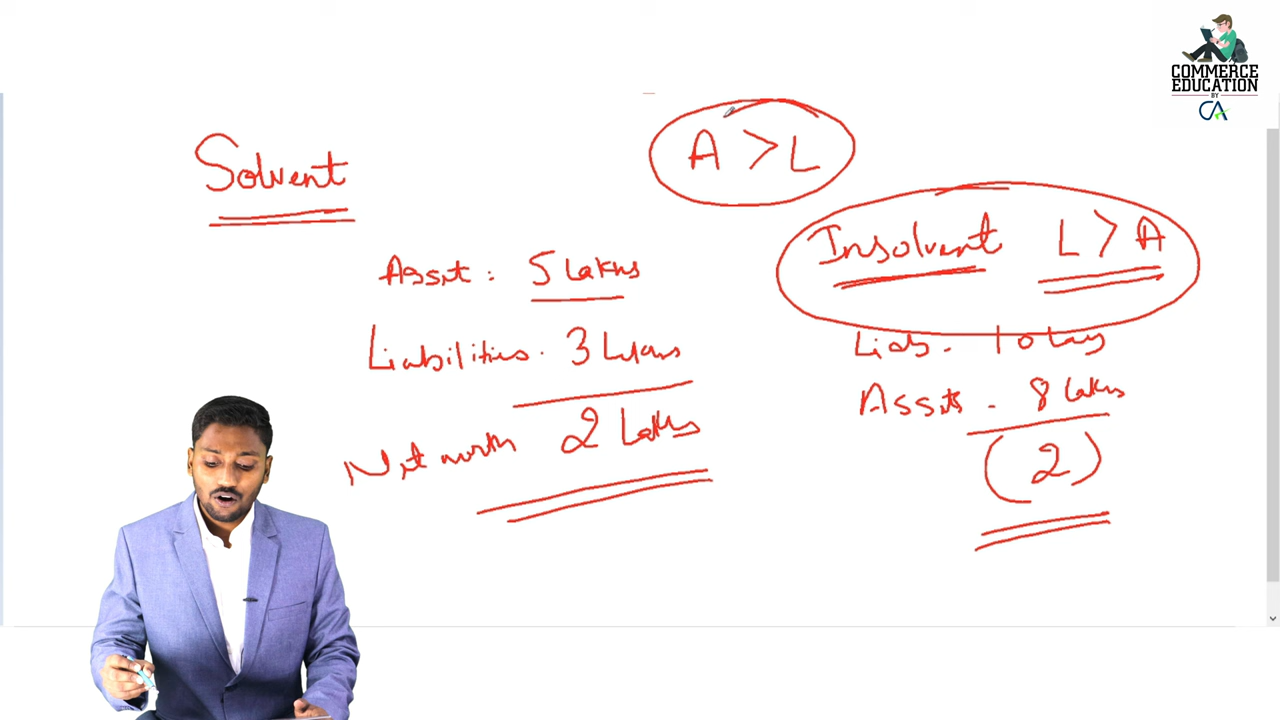 COMMERCE
EDUCATION
BY
CA
Solvent
A > L
Insolvent L > A
Asset : 5 Lakhs
Liabilities . 3 Lakhs
Net worth 2 Lakhs
Liab. - 10 Lakhs
Assets - 8 Lakhs
(2)